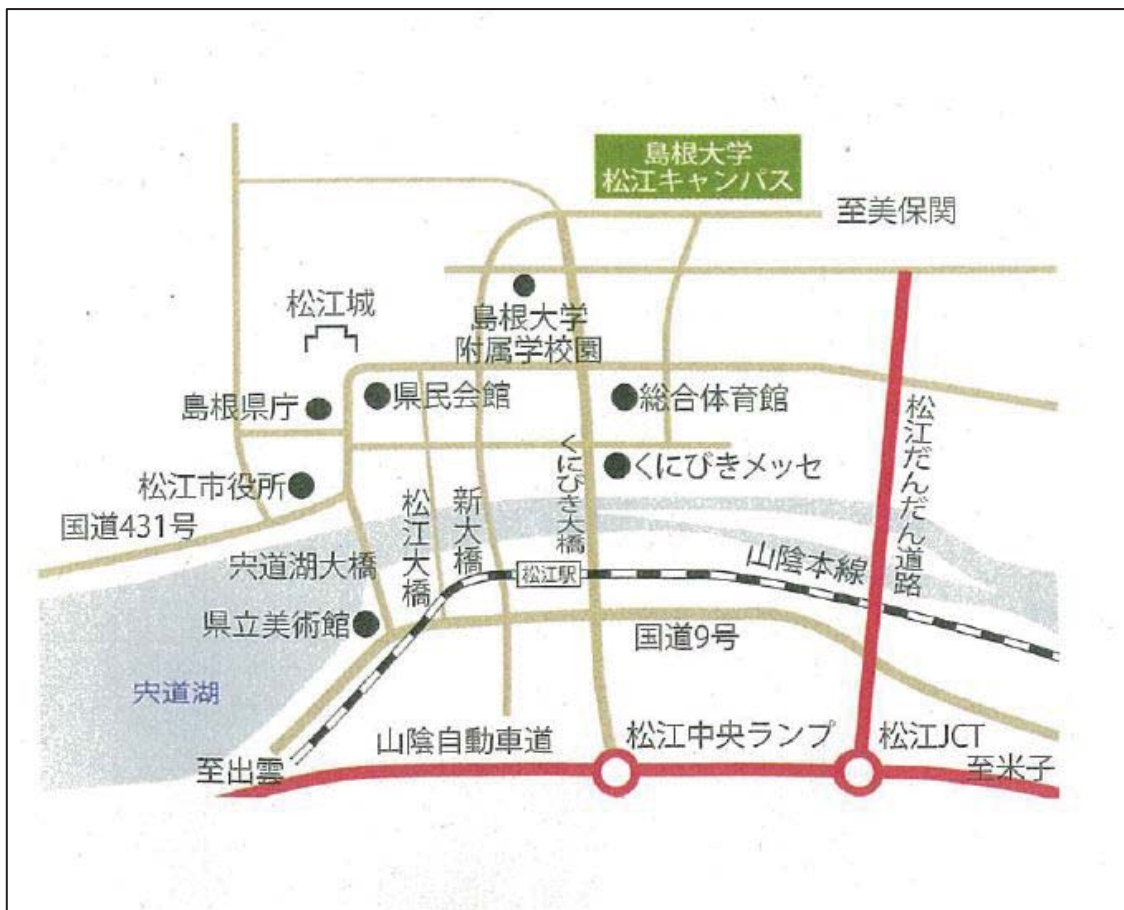 島根大学
松江キャンパス
至美保関
松江城
島根大学
附属学校園
島根県庁
県民会館
総合体育館
松江だんだん道路
松江市役所
くにびきメッセ
国道431号
松江大橋
新大橋
くにびき大橋
宍道湖大橋
松江駅
山陰本線
県立美術館
国道9号
宍道湖
至出雲
山陰自動車道
松江中央ランプ
松江JCT
至米子